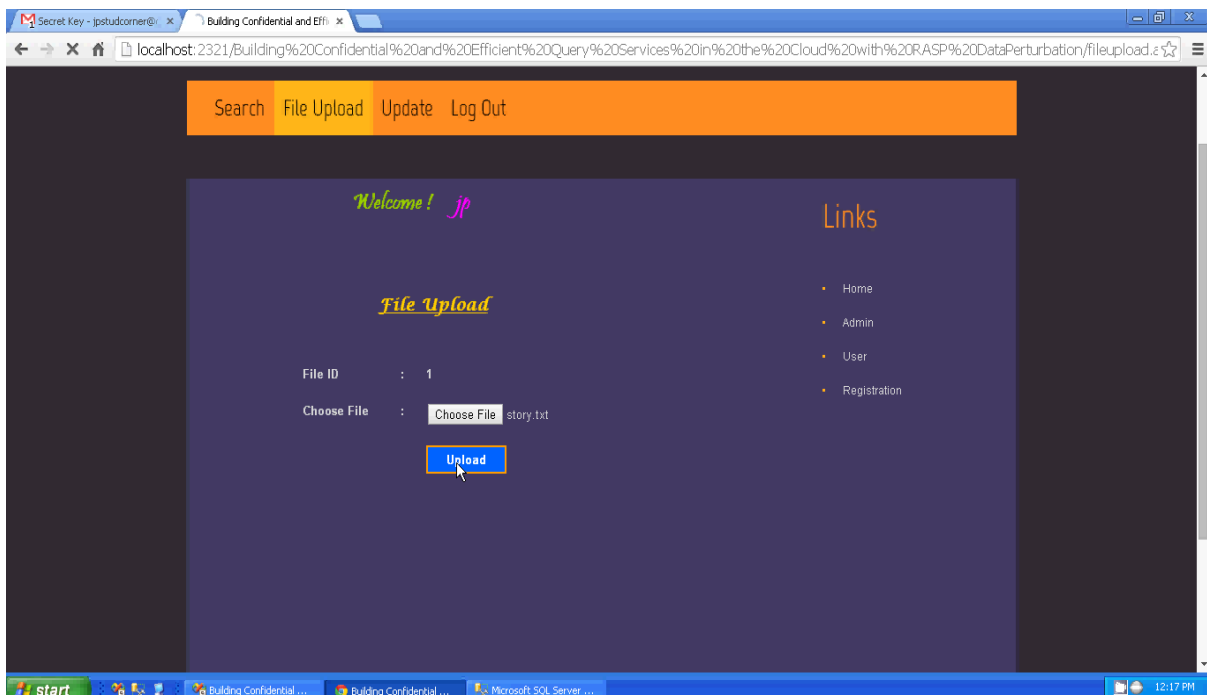 Secret Key - jpstudcorner@
Building Confidential and Effi
localhost:2321/Building%20Confidential%20and%20Efficient%20Query%20Services%20in%20the%20Cloud%20with%20RASP%20DataPerturbation/fileupload.a
Search File Upload Update Log Out
Welcome ! jp
Links
File Upload
Home
Admin
User
Registration
File ID : 1
Choose File : Choose File story.txt
Upload
start Building Confidential ... Building Confidential ... Microsoft SQL Server ... 12:17 PM